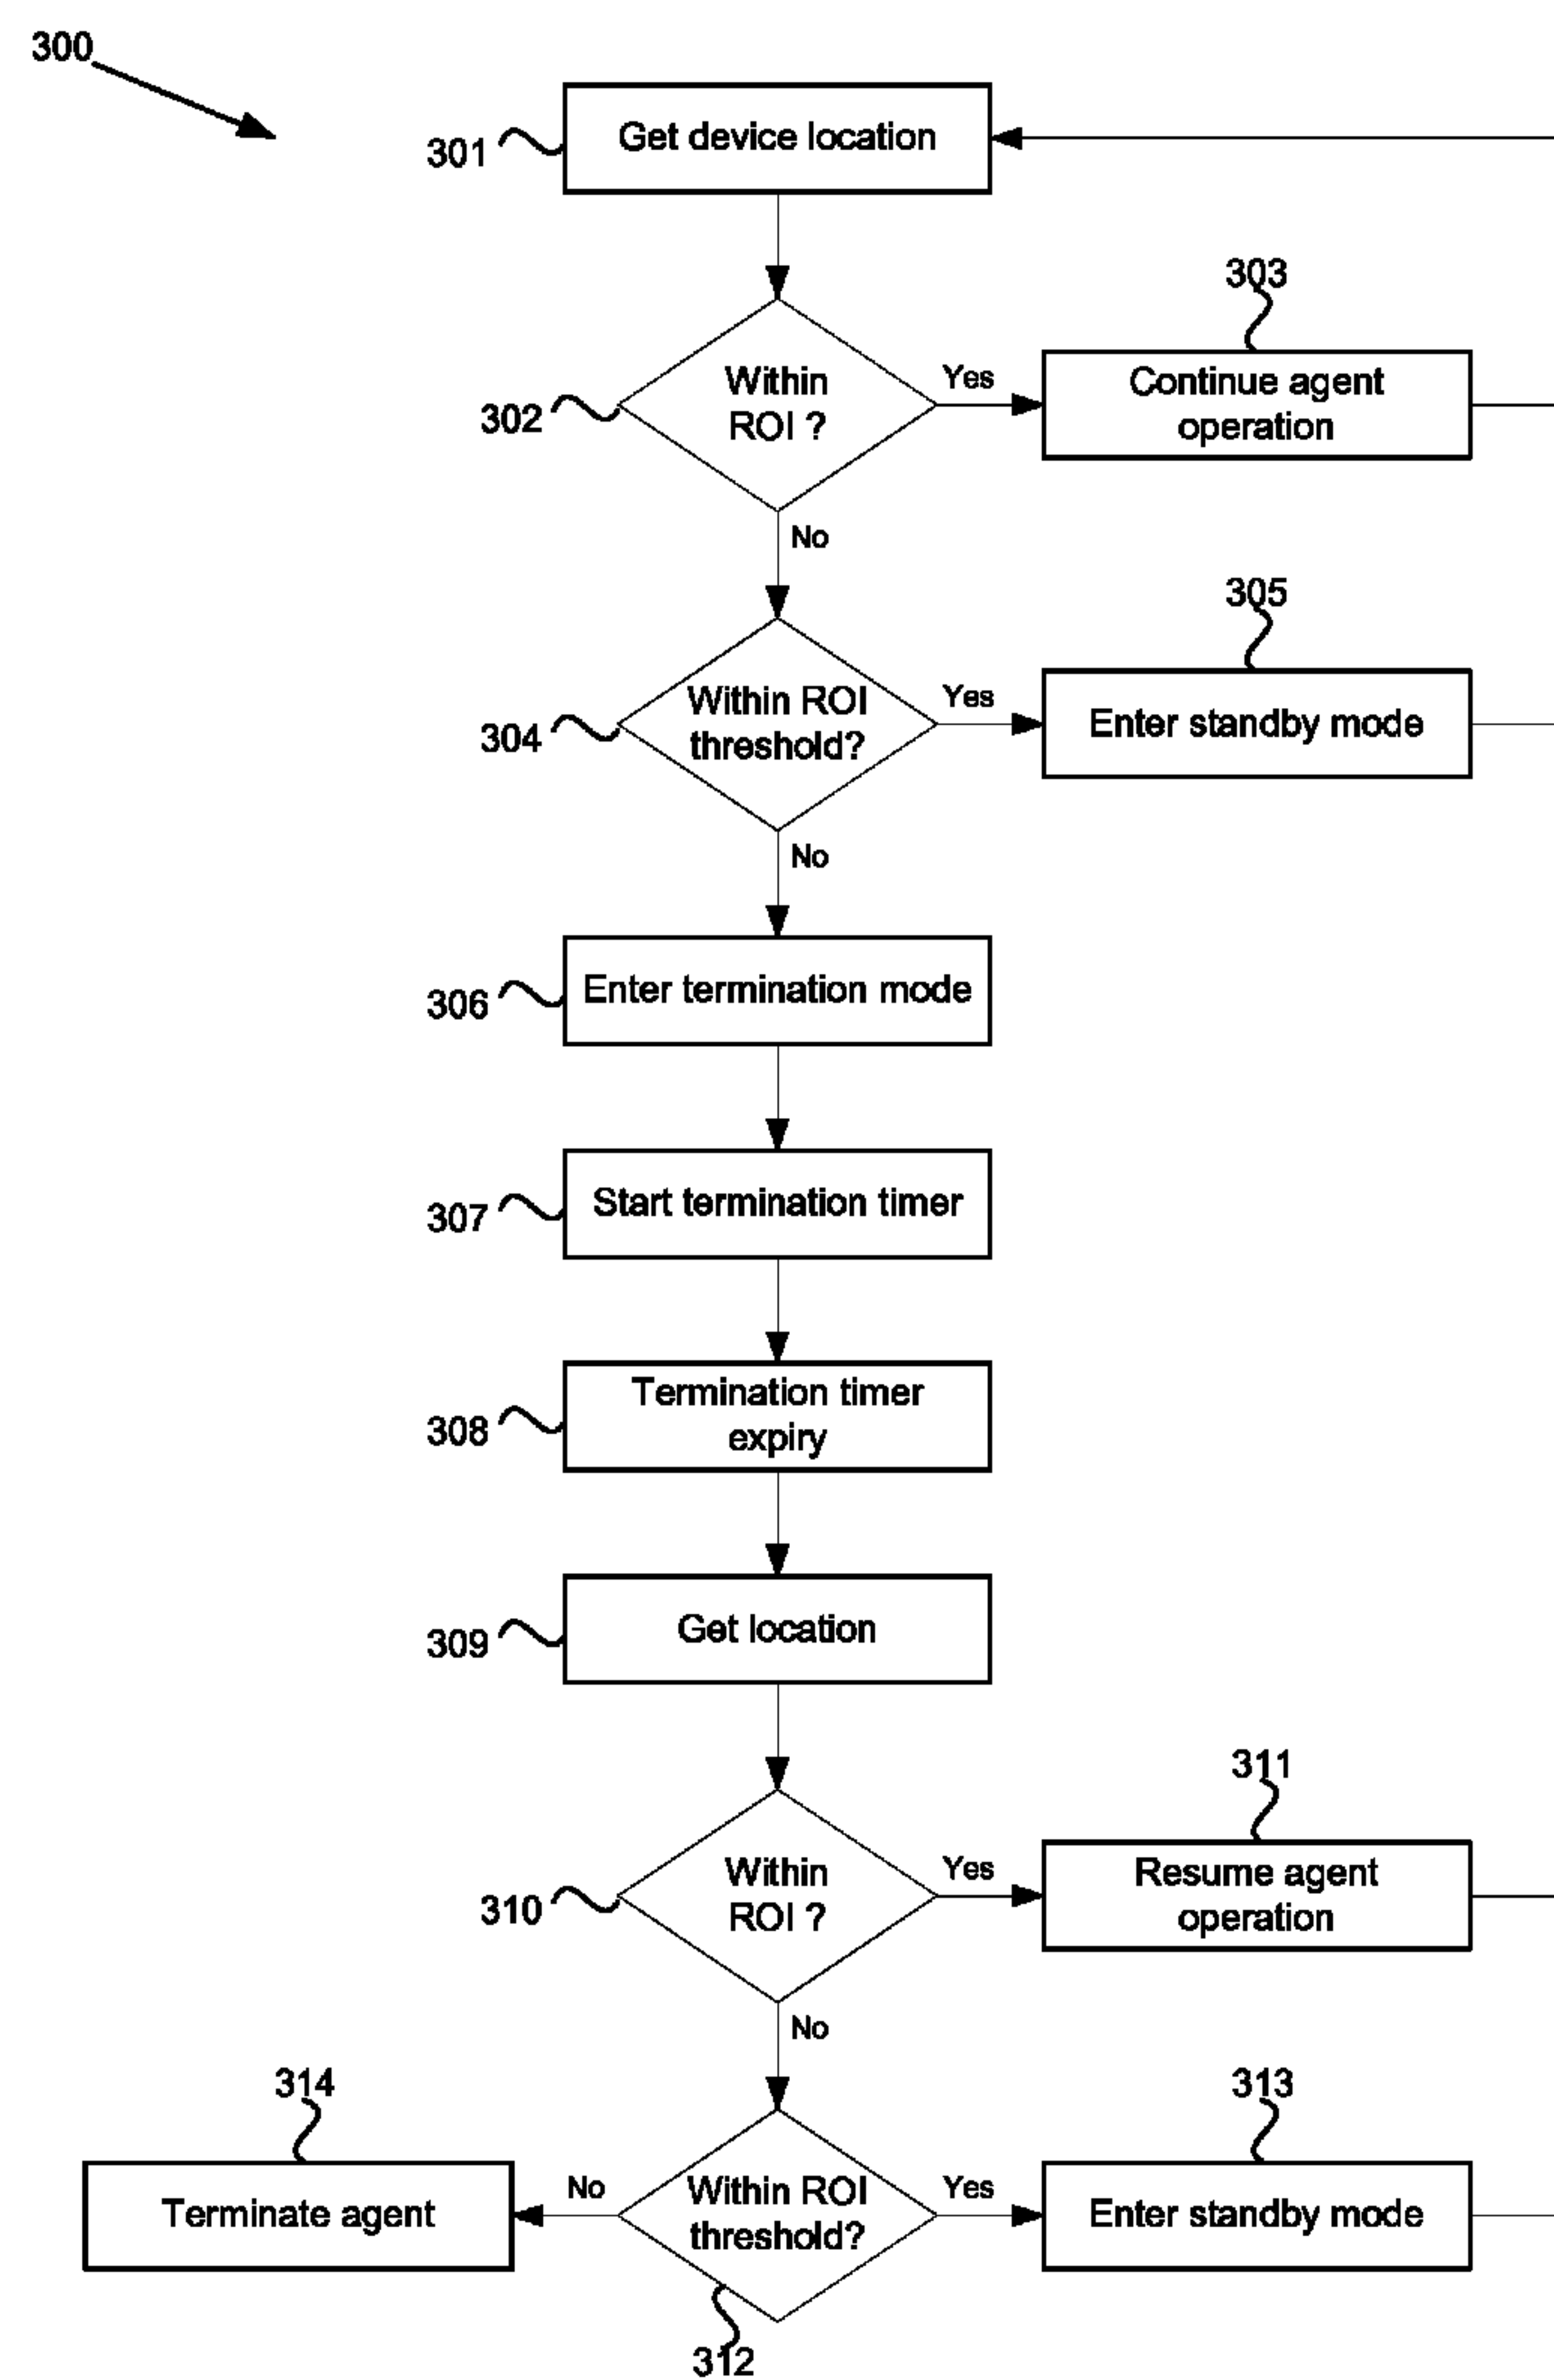 300
301
Get device location
303
302
Within
ROI ?
Yes
Continue agent
operation
No
305
304
Within ROI
threshold?
Yes
Enter standby mode
No
306
Enter termination mode
307
Start termination timer
308
Termination timer
expiry
309
Get location
311
310
Within
ROI ?
Yes
Resume agent
operation
No
314
313
Terminate agent
No
Within ROI
threshold?
Yes
Enter standby mode
312